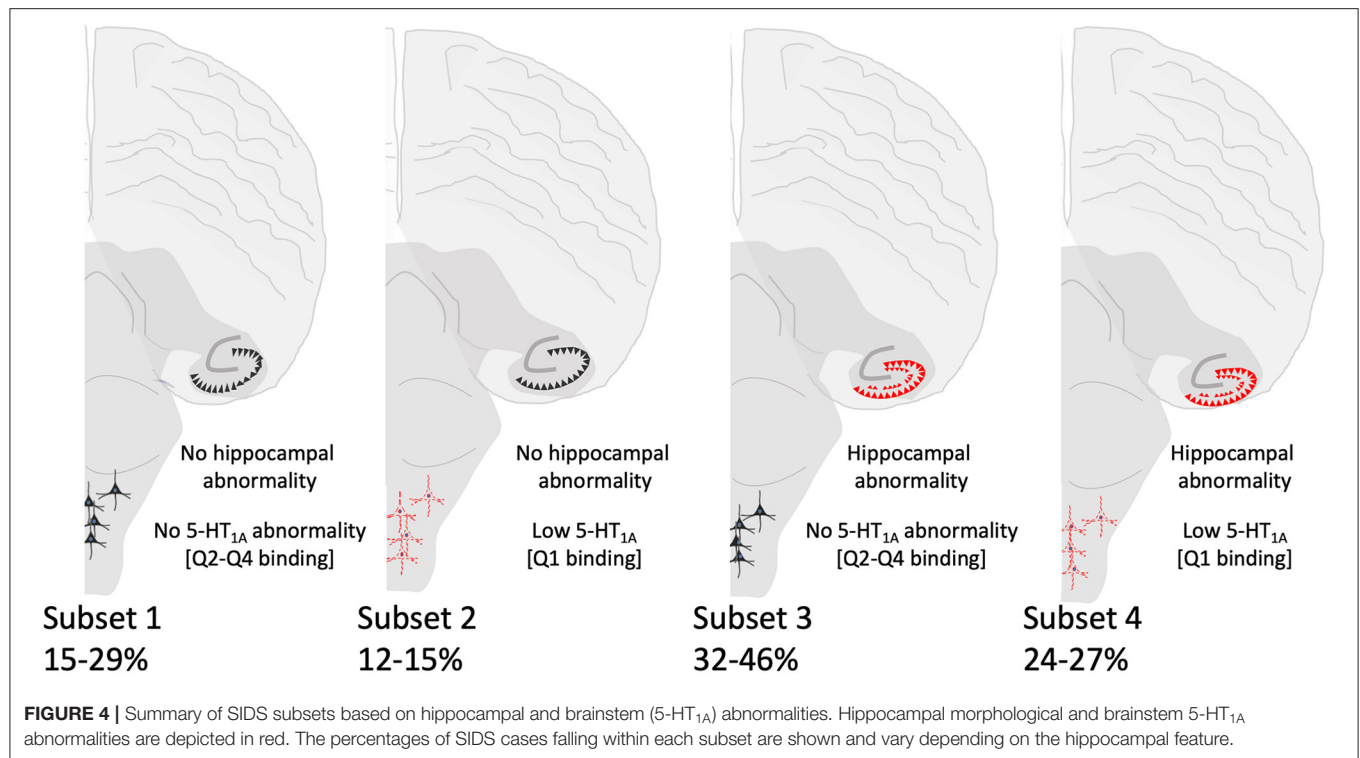 No hippocampal
abnormality
No 5-HT1A abnormality
[Q2-Q4 binding]
Subset 1
15-29%
No hippocampal
abnormality
Low 5-HT1A
[Q1 binding]
Subset 2
12-15%
Hippocampal
abnormality
No 5-HT1A abnormality
[Q2-Q4 binding]
Subset 3
32-46%
Hippocampal
abnormality
Low 5-HT1A
[Q1 binding]
Subset 4
24-27%
FIGURE 4 | Summary of SIDS subsets based on hippocampal and brainstem (5-HT1A) abnormalities. Hippocampal morphological and brainstem 5-HT1A
abnormalities are depicted in red. The percentages of SIDS cases falling within each subset are shown and vary depending on the hippocampal feature.